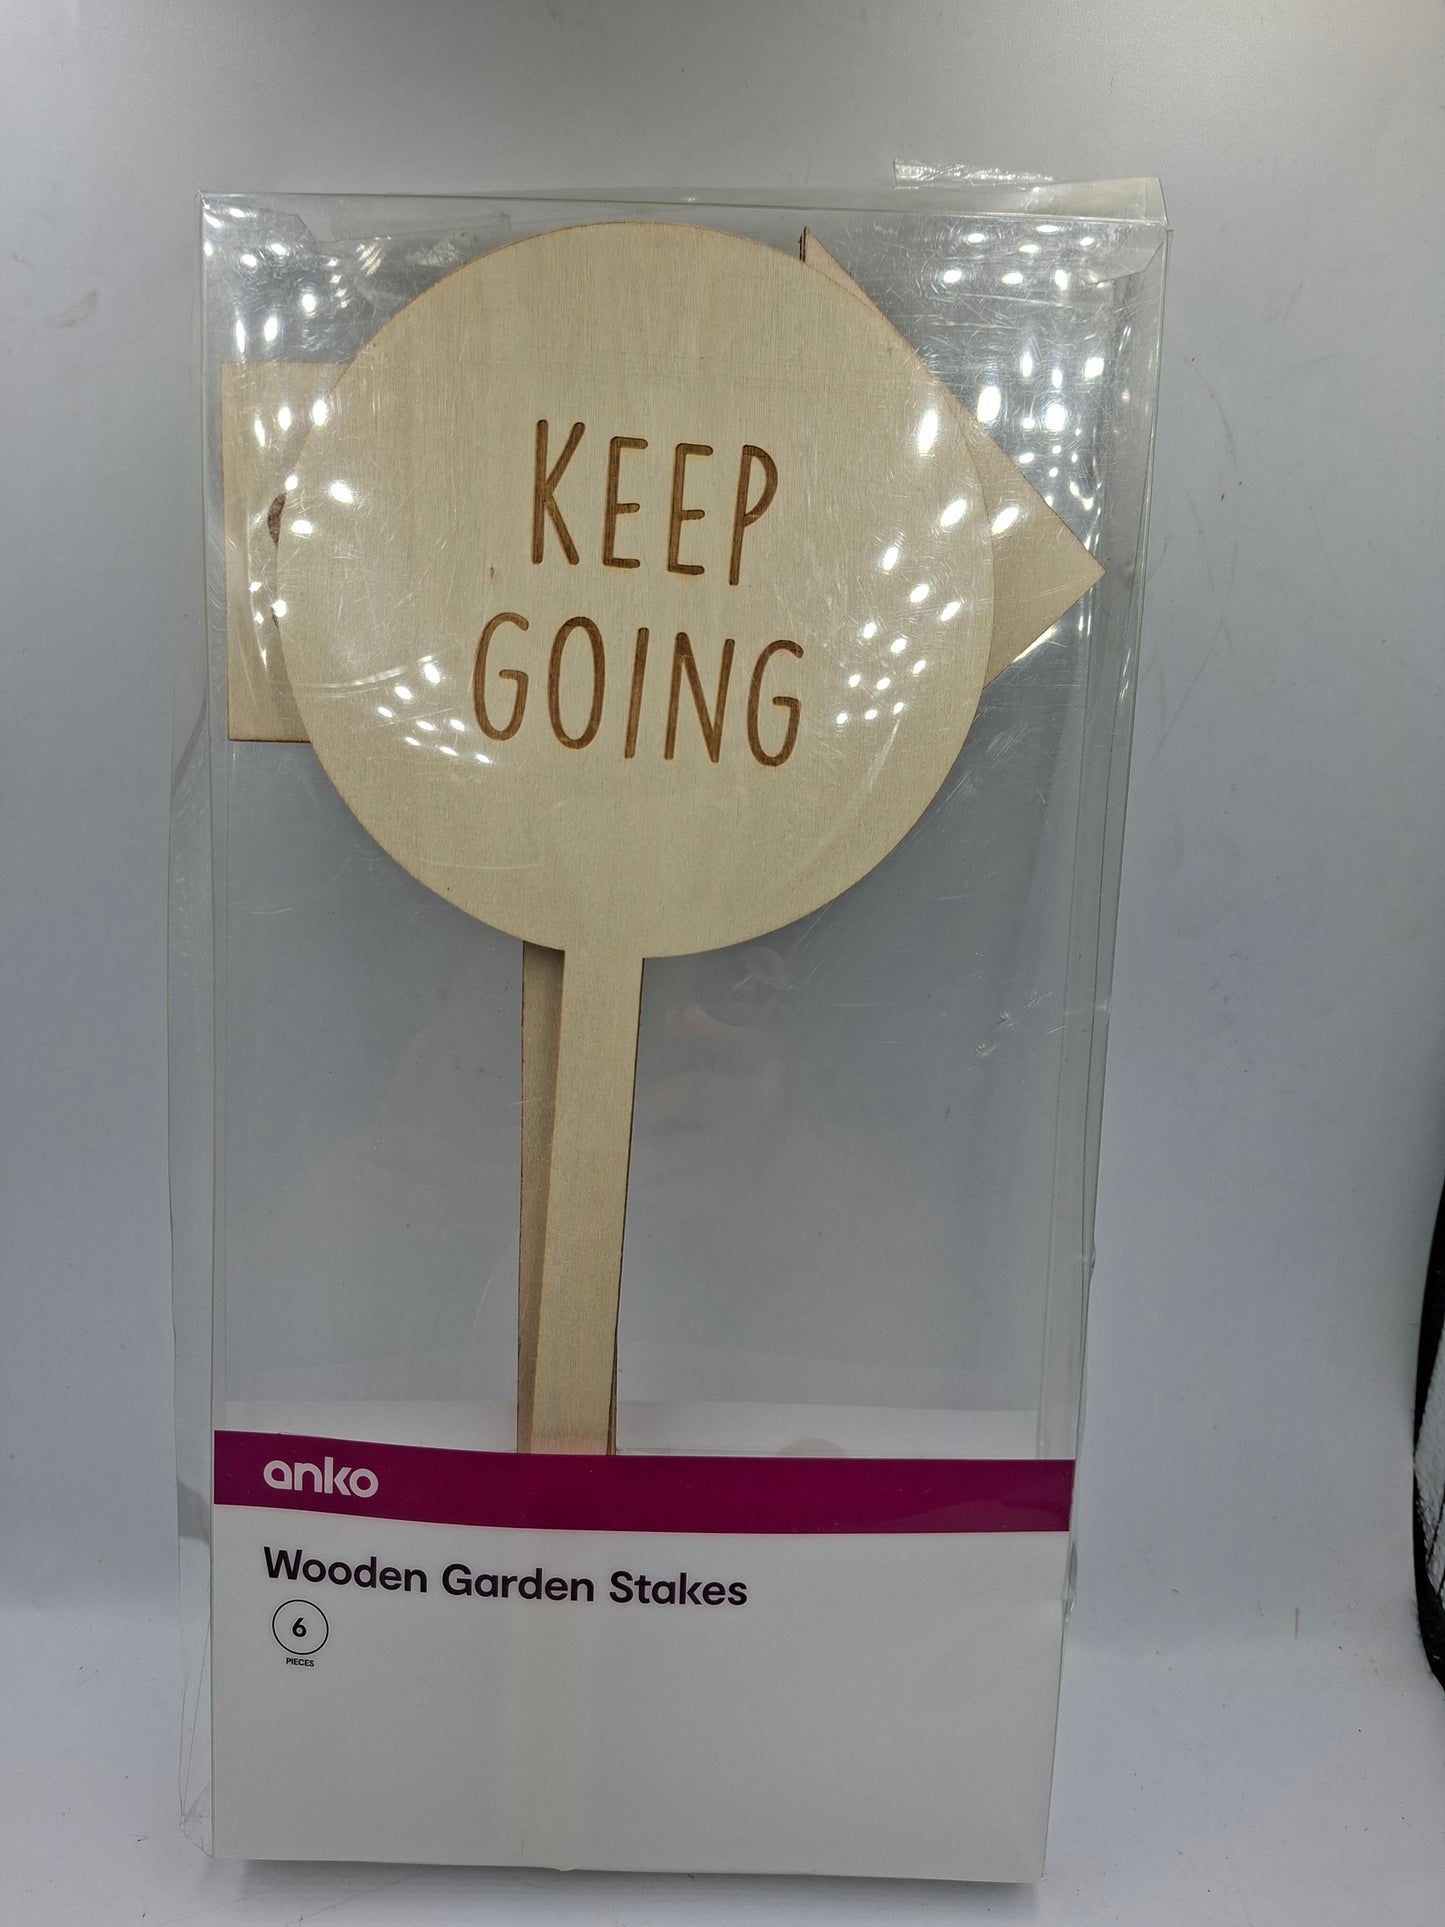 KEEP
GOING
anko
Wooden Garden Stakes
6
PIECES